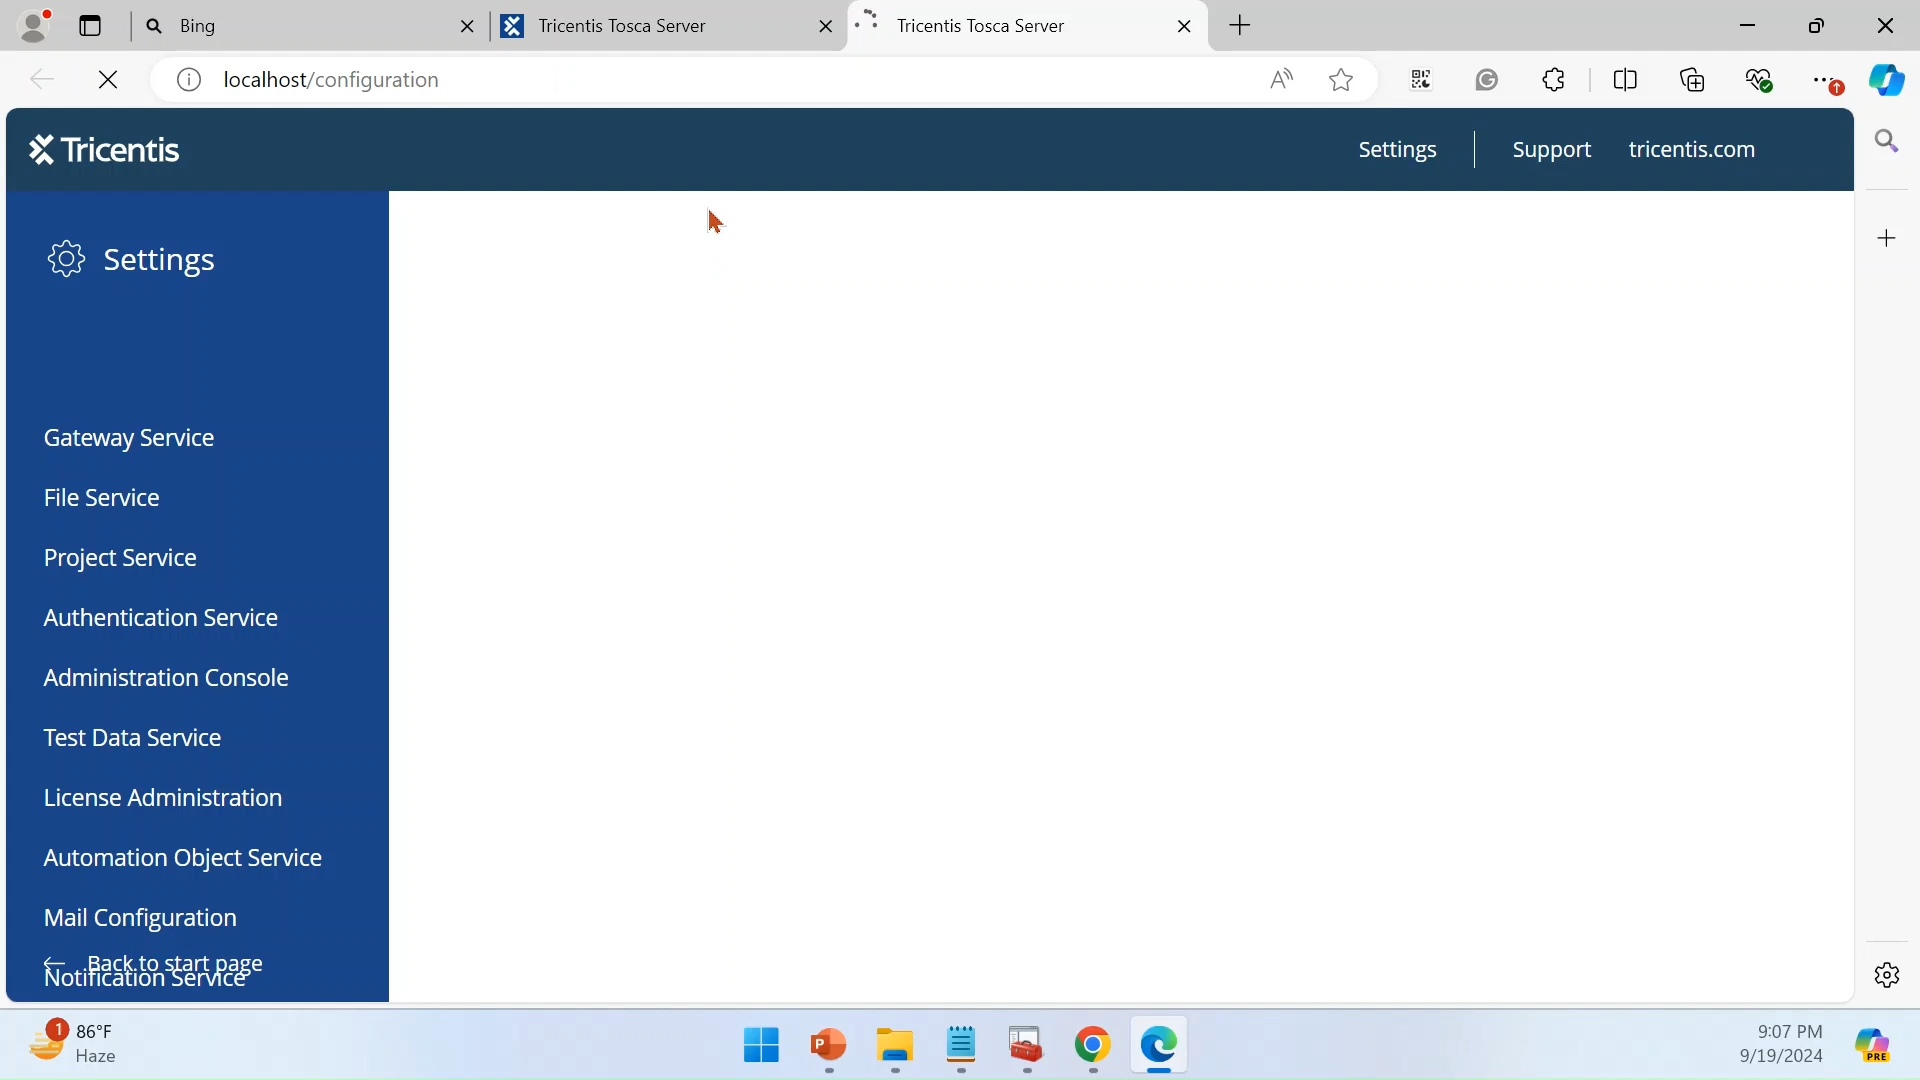 Bing
Tricentis Tosca Server
Tricentis Tosca Server
localhost/configuration
Tricentis
Settings
Support
tricentis.com
Settings
Gateway Service
File Service
Project Service
Authentication Service
Administration Console
Test Data Service
License Administration
Automation Object Service
Mail Configuration
Back to start page
Notification Service
1
86°F
Haze
9:07 PM
9/19/2024
PRE